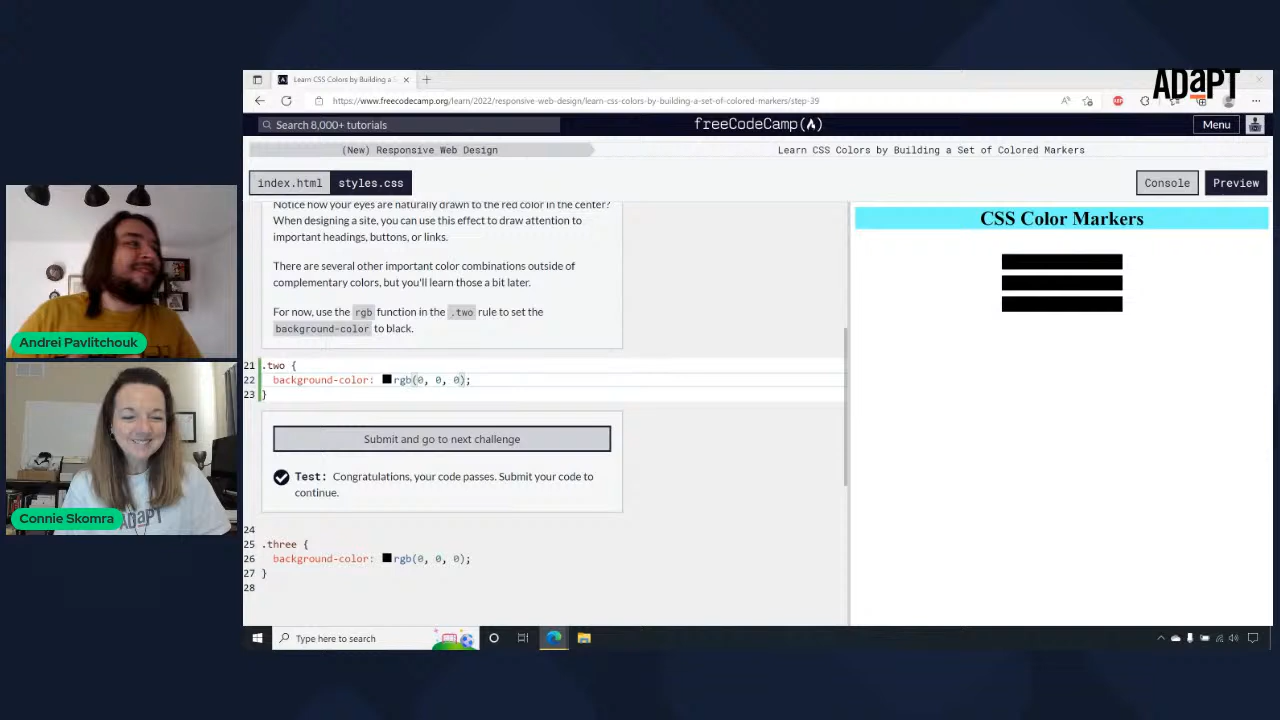 ADAPT
Learn CSS Colors by Building a S
https://www.freecodecamp.org/learn/2022/responsive-web-design/learn-css-colors-by-building-a-set-of-colored-markers/step-39
Search 8,000+ tutorials
freeCodeCamp
Menu
(New) Responsive Web Design
Learn CSS Colors by Building a Set of Colored Markers
index.html
styles.css
Console
Preview
Notice how your eyes are naturally drawn to the red color in the center?
When designing a site, you can use this effect to draw attention to
important headings, buttons, or links.
There are several other important color combinations outside of
complementary colors, but you'll learn those a bit later.
For now, use the rgb function in the .two rule to set the
background-color to black.
21 .two {
22 background-color: rgb(0, 0, 0);
23 }
Submit and go to next challenge
Test: Congratulations, your code passes. Submit your code to
continue.
24
25 .three {
26 background-color: rgb(0, 0, 0);
27 }
28
CSS Color Markers
Andrei Pavlitchouk
ADAPT
Connie Skomra
Type here to search